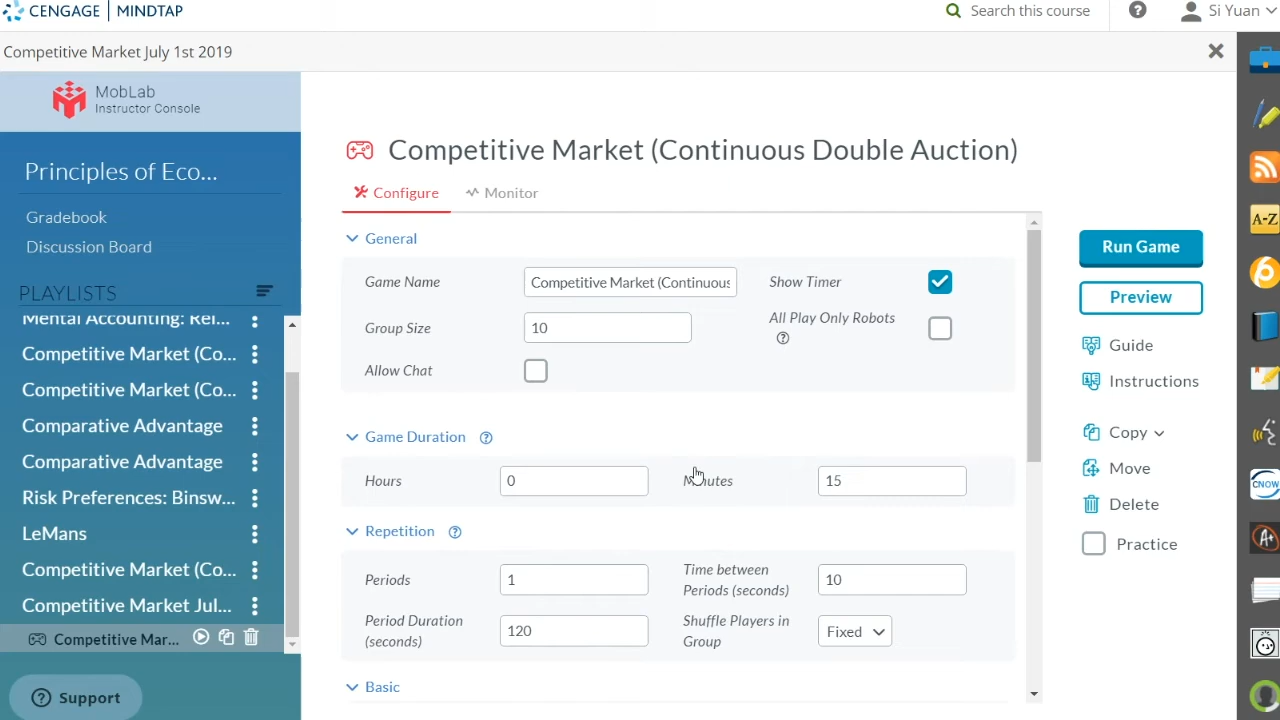 CENGAGE | MINDTAP
Search this course
Si Yuan
Competitive Market July 1st 2019
MobLab
Instructor Console
Principles of Eco...
Gradebook
Discussion Board
PLAYLISTS
Mental Accounting: Rel...
Competitive Market (Co...
Competitive Market (Co...
Comparative Advantage
Comparative Advantage
Risk Preferences: Binsw...
LeMans
Competitive Market (Co...
Competitive Market Jul...
Competitive Mar...
Support
Competitive Market (Continuous Double Auction)
Configure
Monitor
General
Game Name
Competitive Market (Continuous
Show Timer
Group Size
10
All Play Only Robots
Allow Chat
Game Duration
Hours
0
Minutes
15
Repetition
Periods
1
Time between
Periods (seconds)
10
Period Duration
(seconds)
120
Shuffle Players in
Group
Fixed
Basic
Run Game
Preview
Guide
Instructions
Copy
Move
Delete
Practice
A-Z
CNOW
A+